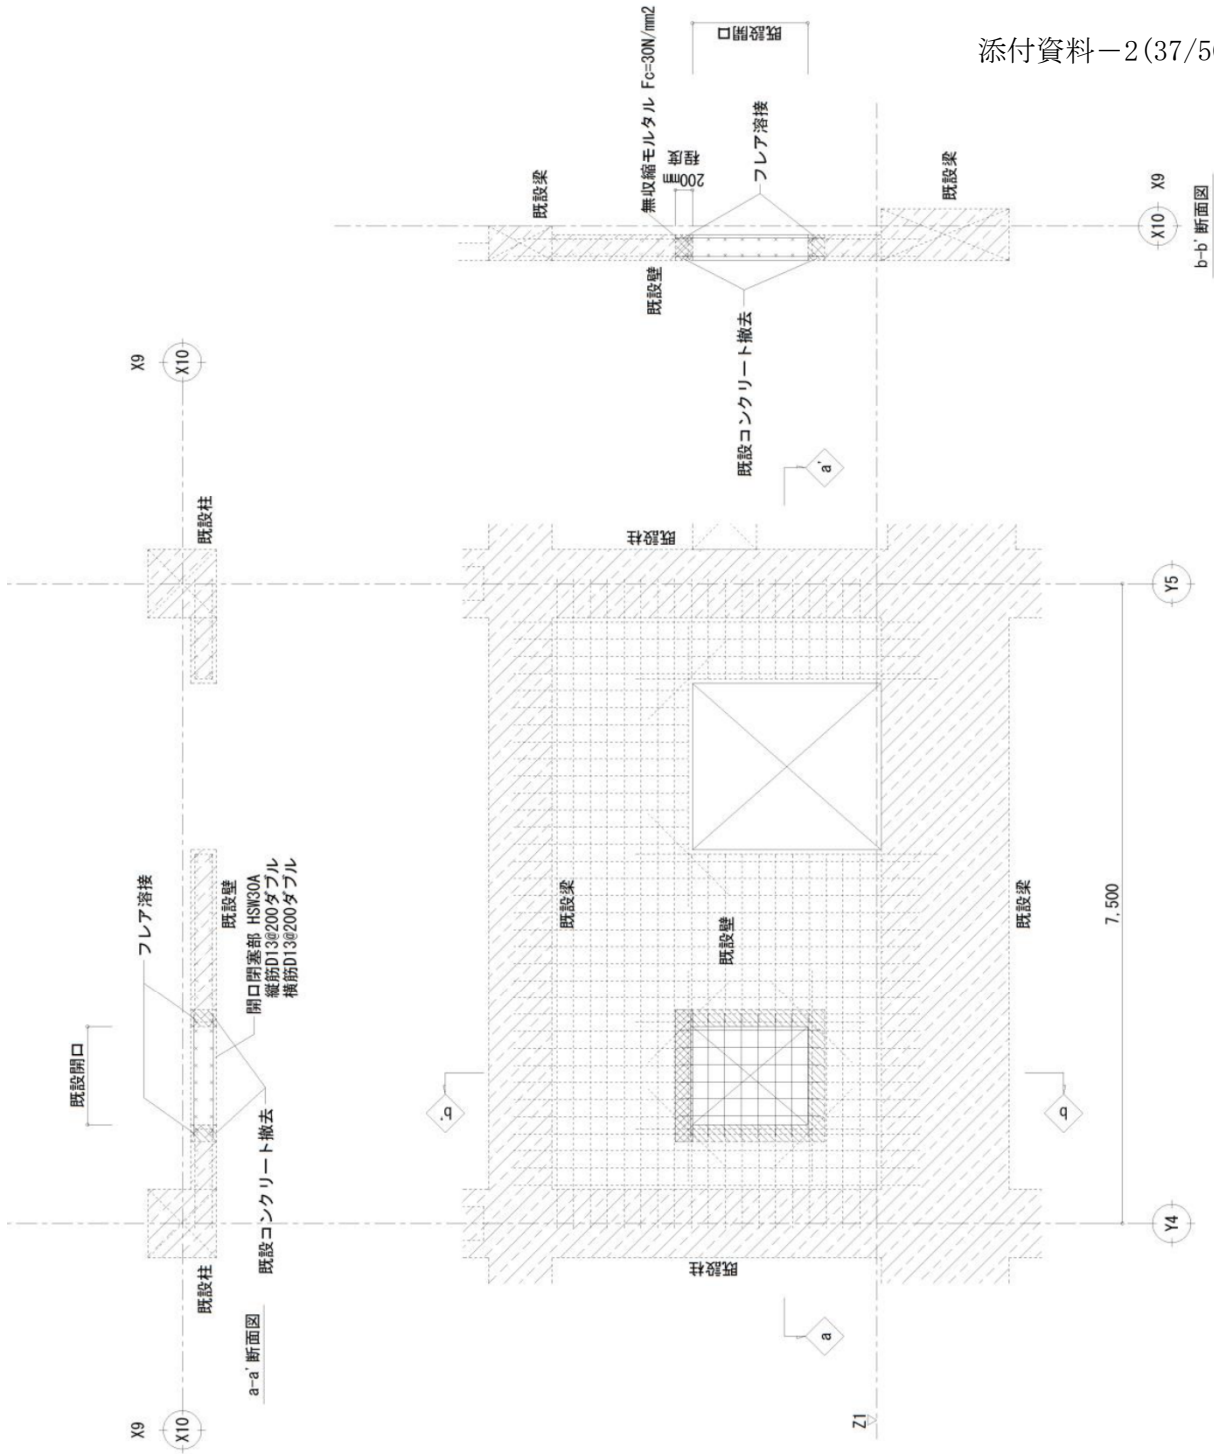 添付資料－2(37/5
X9
X10
既設柱
a-a' 断面図
既設コンクリート撤去
既設開口
フレア溶接
既設壁
開口閉塞部 HSW30A
縦筋D13@200ダブル
横筋D13@200ダブル
既設柱
X9
X10
b'
b
a
a'
既設柱
既設梁
既設壁
既設柱
既設梁
7,500
Y4
Y5
Z1
既設梁
既設壁
200mm
程度
無収縮モルタル Fc=30N/mm2
既設開口
フレア溶接
既設コンクリート撤去
既設梁
X10
X9
b-b' 断面図